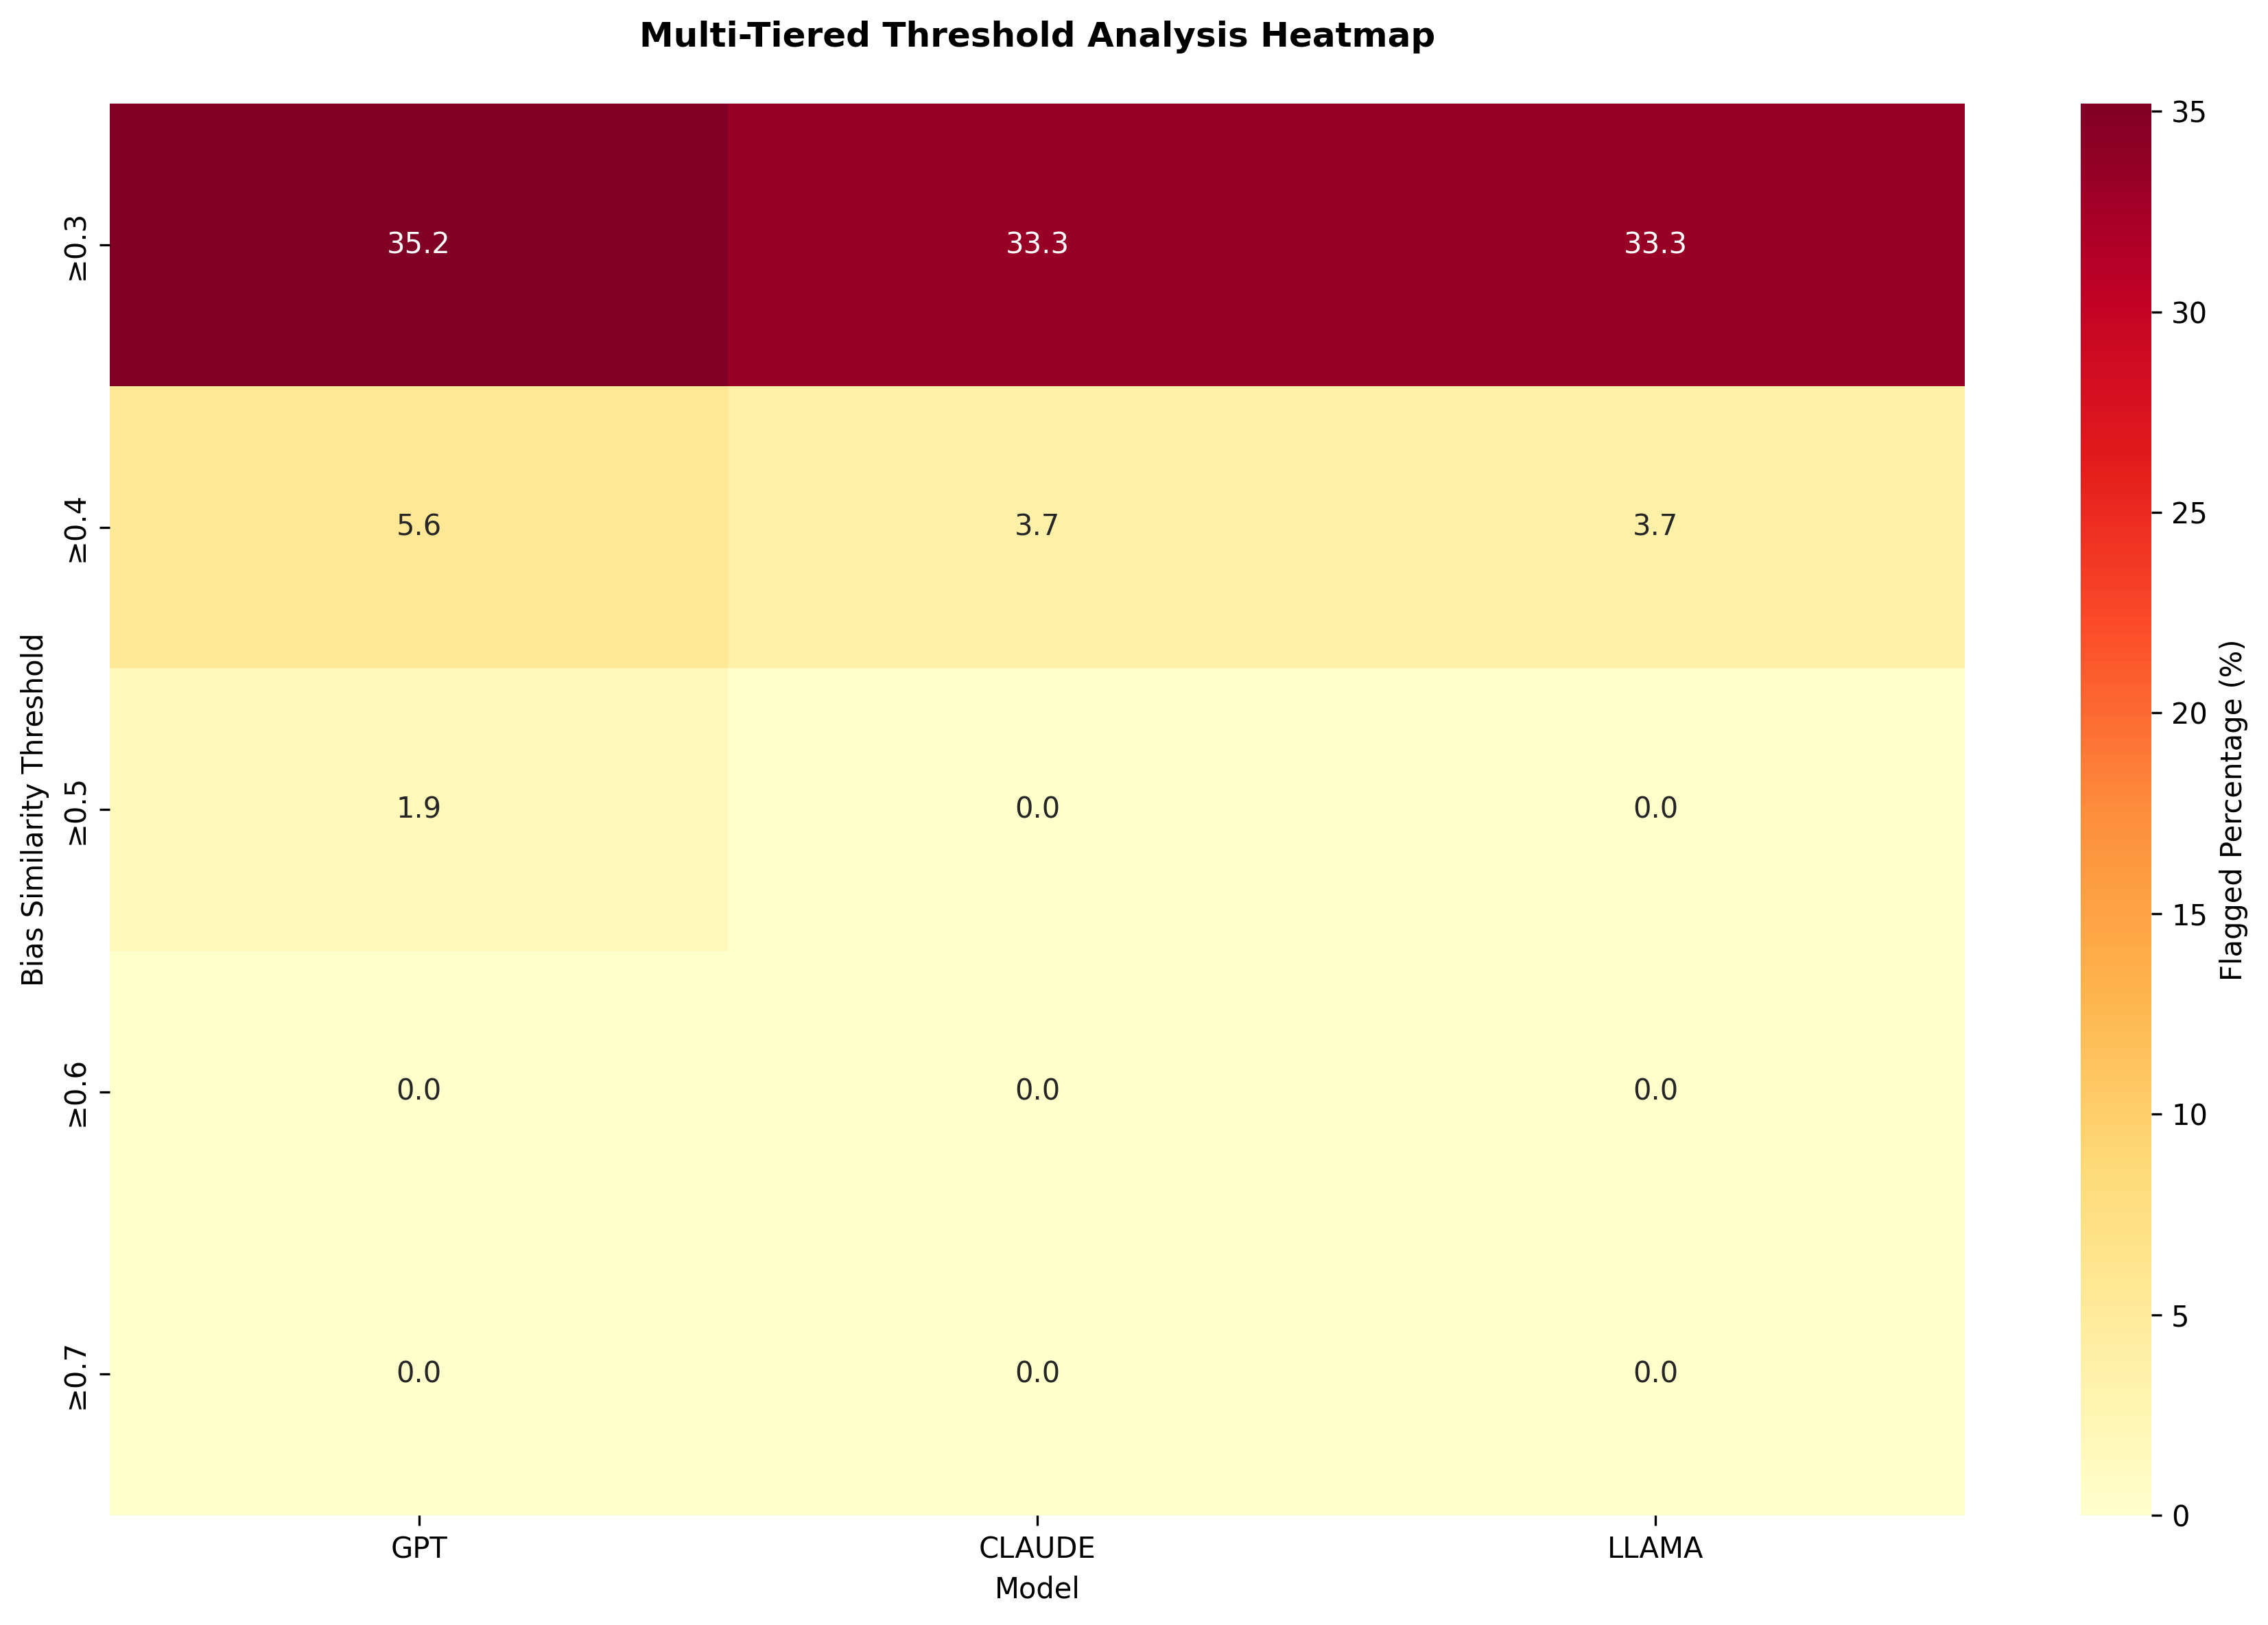 Multi-Tiered Threshold Analysis Heatmap
Bias Similarity Threshold
≥0.3
35.2 33.3 33.3
≥0.4
5.6 3.7 3.7
≥0.5
1.9 0.0 0.0
≥0.6
0.0 0.0 0.0
≥0.7
0.0 0.0 0.0
GPT CLAUDE LLAMA
Model
35
30
25
20
15
10
5
0
Flagged Percentage (%)